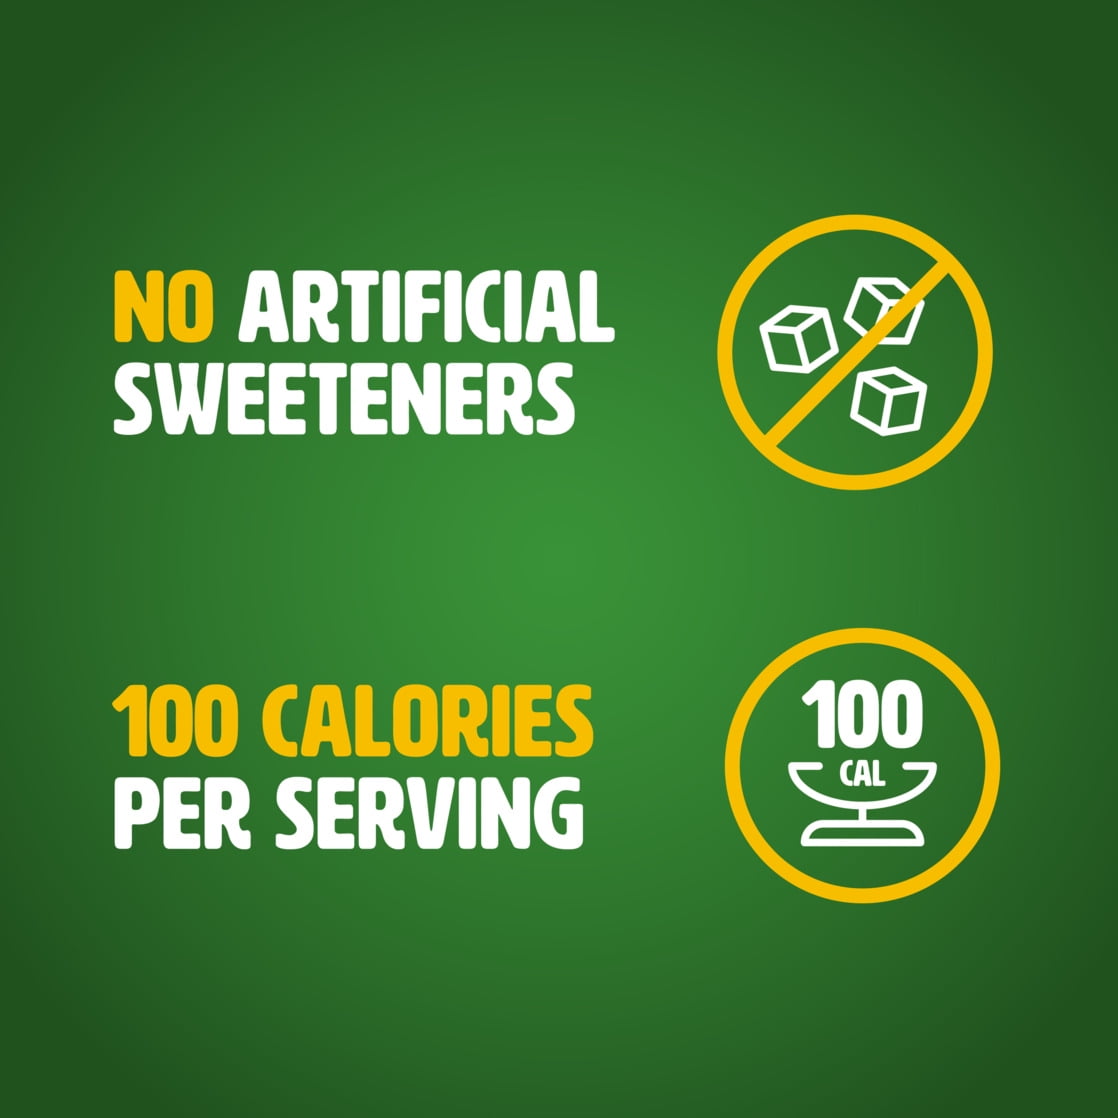 NO ARTIFICIAL
SWEETENERS
100 CALORIES
PER SERVING
100
CAL